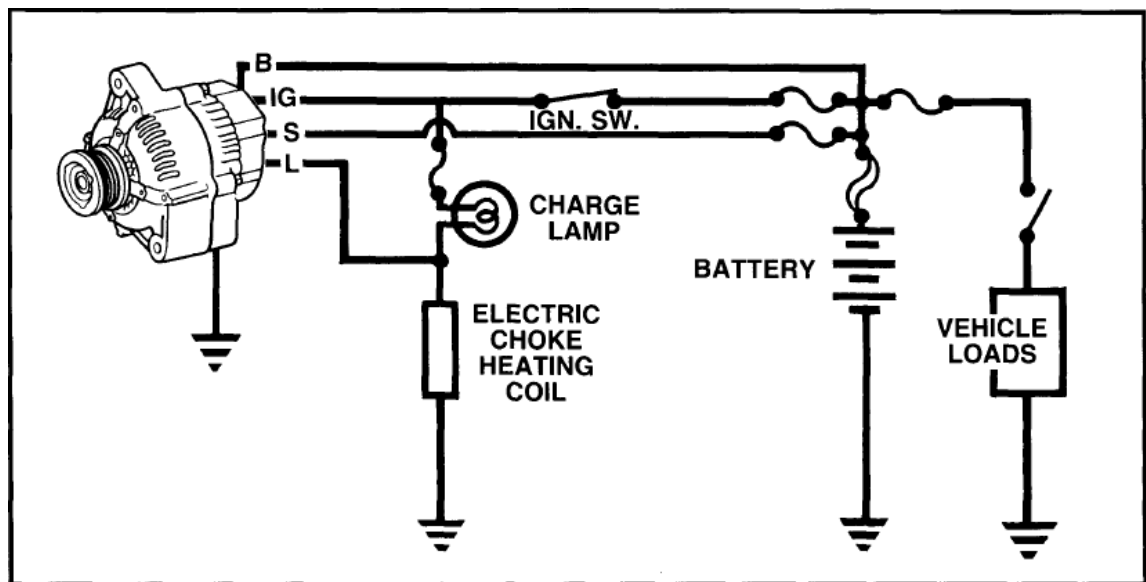 B
IG
IGN. SW.
S
L
CHARGE
LAMP
BATTERY
ELECTRIC
CHOKE
HEATING
COIL
VEHICLE
LOADS